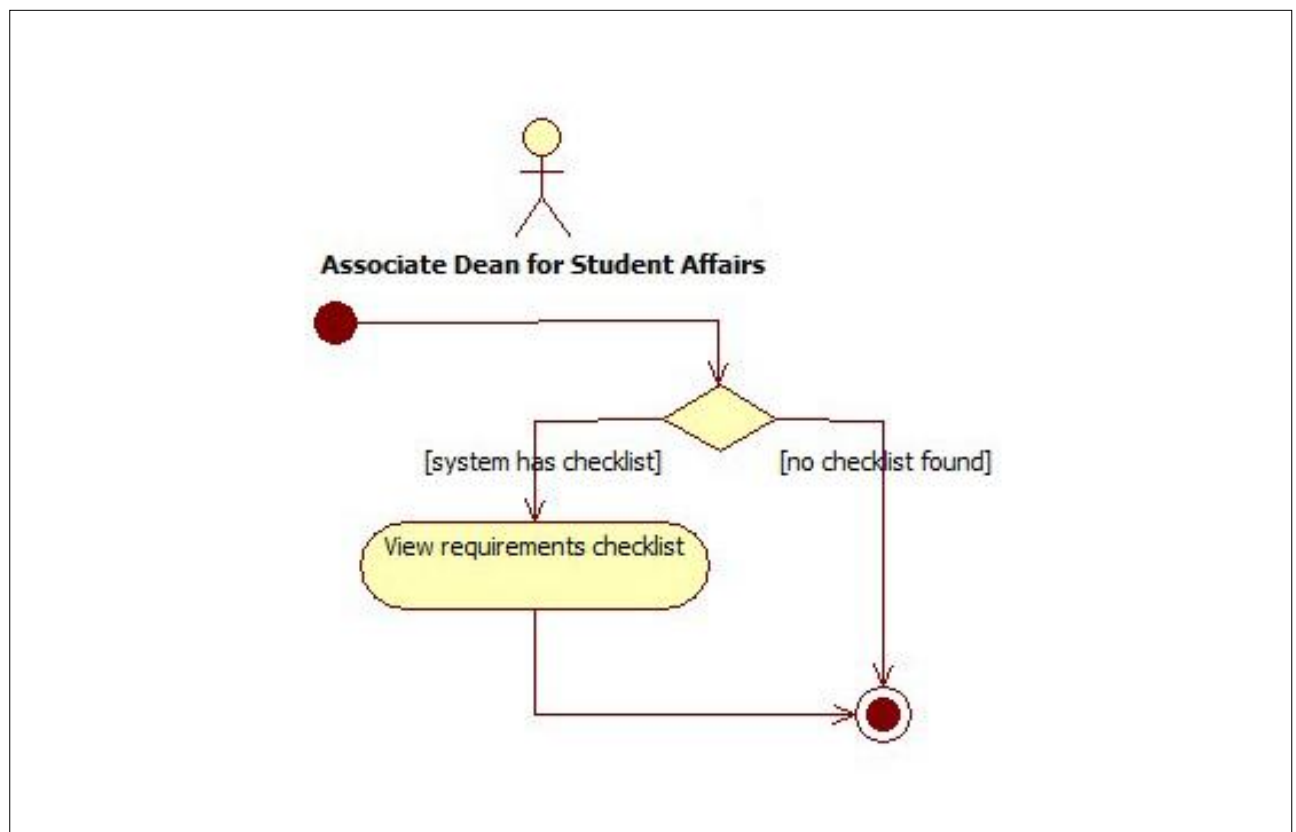 Associate Dean for Student Affairs
[system has checklist]
[no checklist found]
View requirements checklist